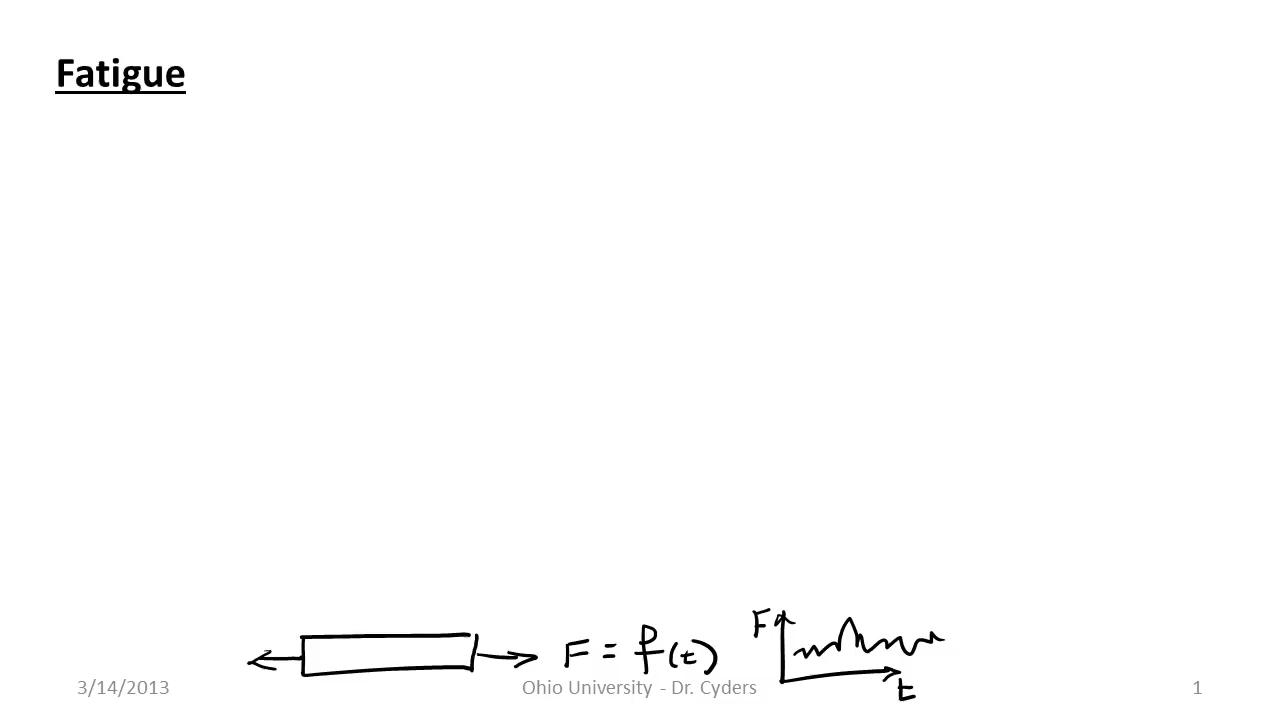 Fatigue
F = f(t)
F
t
3/14/2013 Ohio University - Dr. Cyders 1